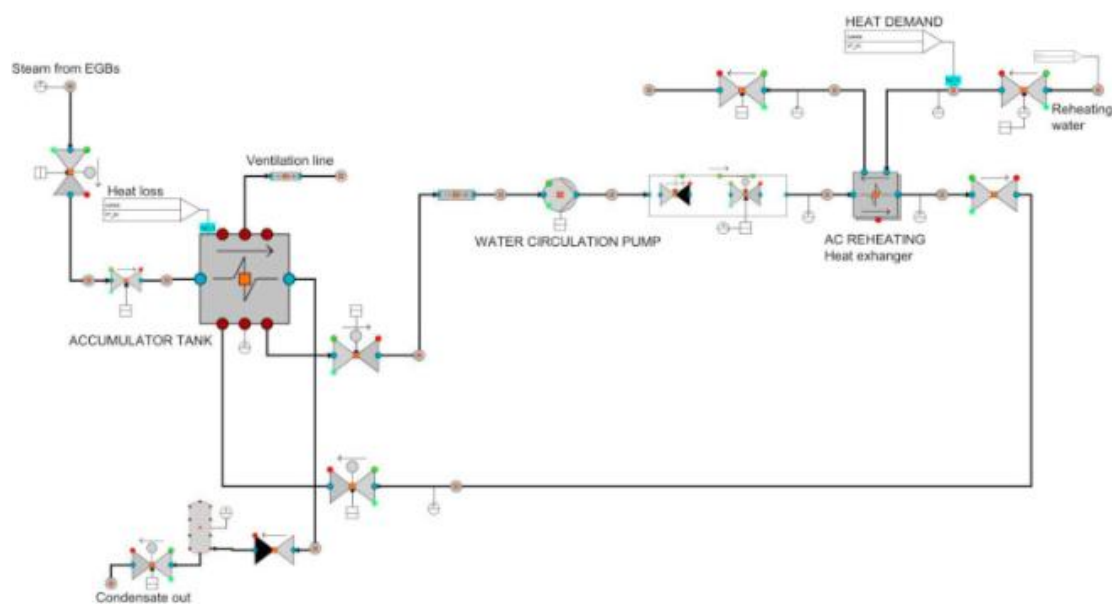 HEAT DEMAND
Steam from EGBs
Reheating
water
Ventilation line
Heat loss
WATER CIRCULATION PUMP
AC REHEATING
Heat exhanger
ACCUMULATOR TANK
Condensate out